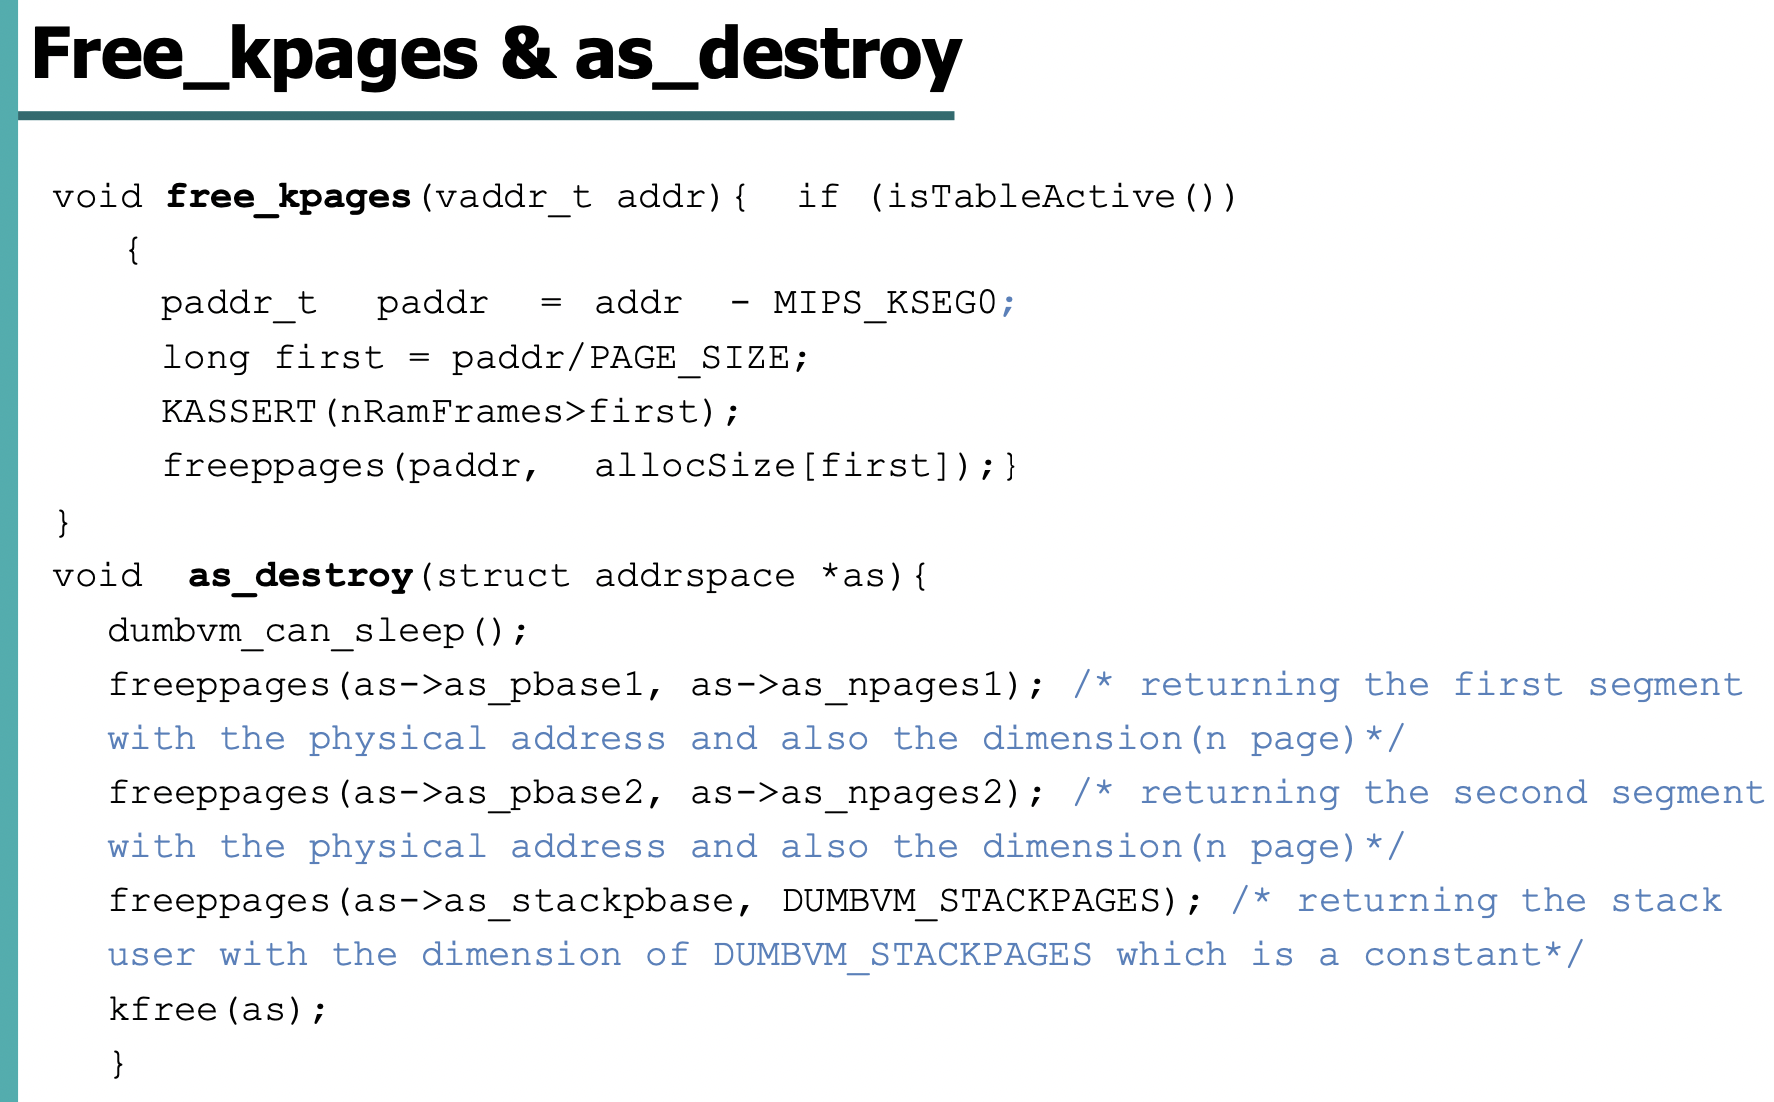 Free_kpages & as_destroy
void free_kpages(vaddr_t addr){ if (isTableActive())
{
paddr_t paddr = addr - MIPS_KSEG0;
long first = paddr/PAGE_SIZE;
KASSERT(nRamFrames>first);
freeppages(paddr, allocSize[first]);}
}
void as_destroy(struct addrspace *as){
dumbvm_can_sleep();
freeppages(as->as_pbase1, as->as_npages1); /* returning the first segment
with the physical address and also the dimension(n page)*/
freeppages(as->as_pbase2, as->as_npages2); /* returning the second segment
with the physical address and also the dimension(n page)*/
freeppages(as->as_stackpbase, DUMBVM_STACKPAGES); /* returning the stack
user with the dimension of DUMBVM_STACKPAGES which is a constant*/
kfree(as);
}